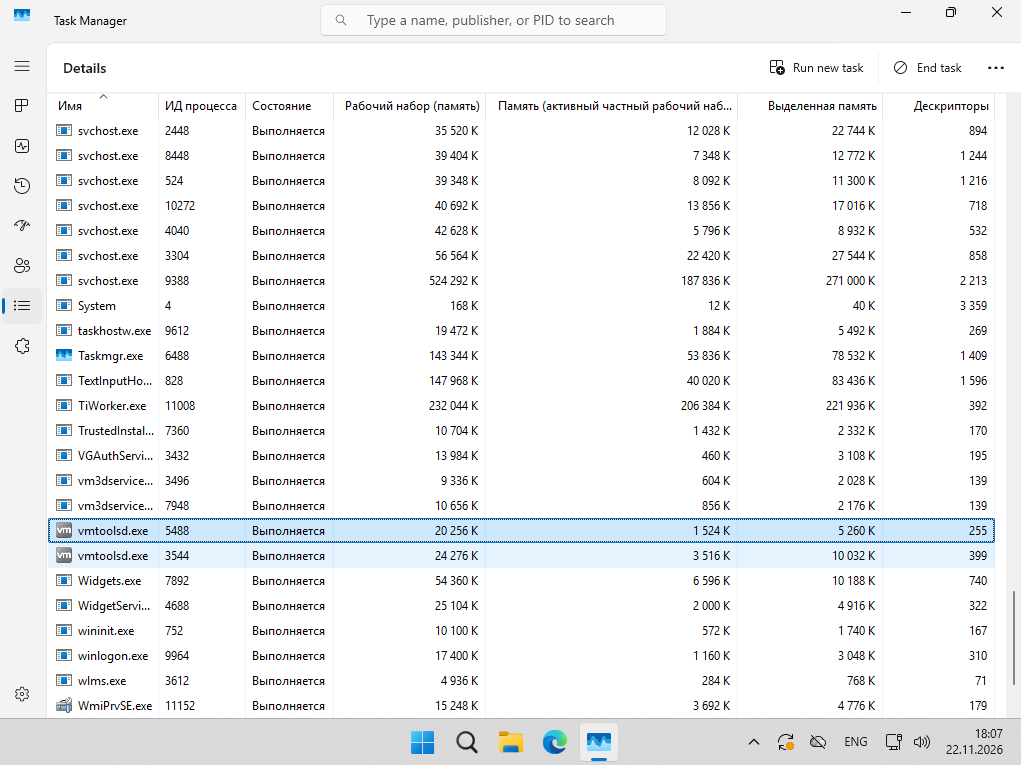 Task Manager
Type a name, publisher, or PID to search
Details
Run new task
End task
Имя ИД процесса Состояние Рабочий набор (память) Память (активный частный рабочий наб... Выделенная память Дескрипторы
svchost.exe 2448 Выполняется 35 520 K 12 028 K 22 744 K 894
svchost.exe 8448 Выполняется 39 404 K 7 348 K 12 772 K 1 244
svchost.exe 524 Выполняется 39 348 K 8 092 K 11 300 K 1 216
svchost.exe 10272 Выполняется 40 692 K 13 856 K 17 016 K 718
svchost.exe 4040 Выполняется 42 628 K 5 796 K 8 932 K 532
svchost.exe 3304 Выполняется 56 564 K 22 420 K 27 544 K 858
svchost.exe 9388 Выполняется 524 292 K 187 836 K 271 000 K 2 213
System 4 Выполняется 168 K 12 K 40 K 3 359
taskhostw.exe 9612 Выполняется 19 472 K 1 884 K 5 492 K 269
Taskmgr.exe 6488 Выполняется 143 344 K 53 836 K 78 532 K 1 409
TextInputHo... 828 Выполняется 147 968 K 40 020 K 83 436 K 1 596
TiWorker.exe 11008 Выполняется 232 044 K 206 384 K 221 936 K 392
TrustedInstal... 7360 Выполняется 10 704 K 1 432 K 2 332 K 170
VGAuthServi... 3432 Выполняется 13 984 K 460 K 3 108 K 195
vm3dservice... 3496 Выполняется 9 336 K 604 K 2 028 K 139
vm3dservice... 7948 Выполняется 10 656 K 856 K 2 176 K 139
vm vmtoolsd.exe 5488 Выполняется 20 256 K 1 524 K 5 260 K 255
vm vmtoolsd.exe 3544 Выполняется 24 276 K 3 516 K 10 032 K 399
Widgets.exe 7892 Выполняется 54 360 K 6 596 K 10 188 K 740
WidgetServi... 4688 Выполняется 25 104 K 2 000 K 4 916 K 322
wininit.exe 752 Выполняется 10 100 K 572 K 1 740 K 167
winlogon.exe 9964 Выполняется 17 400 K 1 160 K 3 048 K 310
wlms.exe 3612 Выполняется 4 936 K 284 K 768 K 71
WmiPrvSE.exe 11152 Выполняется 15 248 K 3 692 K 4 776 K 179
ENG
18:07
22.11.2026